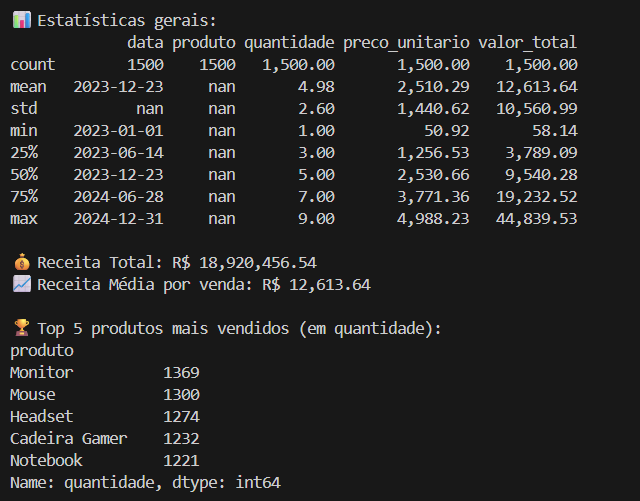 📊 Estatísticas gerais:
data produto quantidade preco_unitario valor_total
count 1500 1500 1,500.00 1,500.00 1,500.00
mean 2023-12-23 nan 4.98 2,510.29 12,613.64
std nan nan 2.60 1,440.62 10,560.99
min 2023-01-01 nan 1.00 50.92 58.14
25% 2023-06-14 nan 3.00 1,256.53 3,789.09
50% 2023-12-23 nan 5.00 2,530.66 9,540.28
75% 2024-06-28 nan 7.00 3,771.36 19,232.52
max 2024-12-31 nan 9.00 4,988.23 44,839.53
💰 Receita Total: R$ 18,920,456.54
📈 Receita Média por venda: R$ 12,613.64
🏆 Top 5 produtos mais vendidos (em quantidade):
produto
Monitor 1369
Mouse 1300
Headset 1274
Cadeira Gamer 1232
Notebook 1221
Name: quantidade, dtype: int64